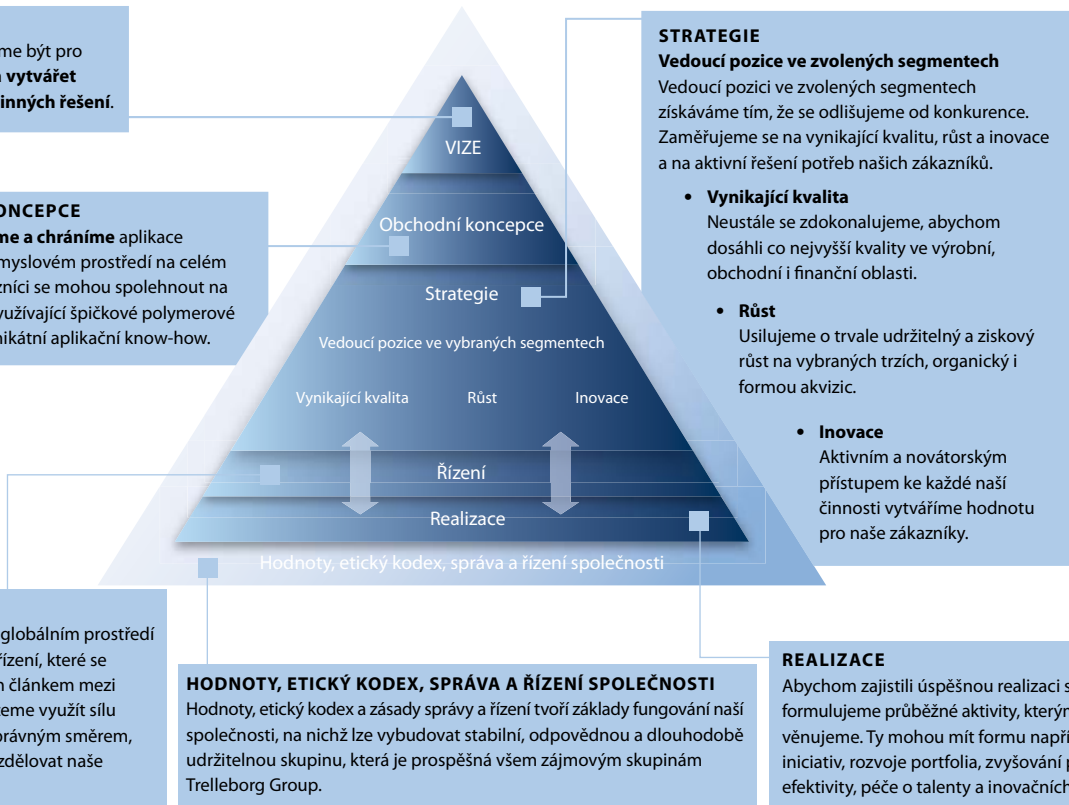 me být pro
vytvářet
inných řešení.
ONCEPCE
me a chráníme aplikace
myslovém prostředí na celém
zníci se mohou spolehnout na
yužívající špičkové polymerové
nikátní aplikační know-how.
VIZE
Obchodní koncepce
Strategie
Vedoucí pozice ve vybraných segmentech
Vynikající kvalita Růst Inovace
Řízení
Realizace
Hodnoty, etický kodex, správa a řízení společnosti
STRATEGIE
Vedoucí pozice ve zvolených segmentech
Vedoucí pozici ve zvolených segmentech
získáváme tím, že se odlišujeme od konkurence.
Zaměřujeme se na vynikající kvalitu, růst a inovace
a na aktivní řešení potřeb našich zákazníků.
• Vynikající kvalita
Neustále se zdokonalujeme, abychom
dosáhli co nejvyšší kvality ve výrobní,
obchodní i finanční oblasti.
• Růst
Usilujeme o trvale udržitelný a ziskový
růst na vybraných trzích, organický i
formou akvizic.
• Inovace
Aktivním a novátorským
přístupem ke každé naší
činnosti vytváříme hodnotu
pro naše zákazníky.
globálním prostředí
řízení, které se
článkem mezi
eme využít sílu
právným směrem,
zdělovat naše
HODNOTY, ETICKÝ KODEX, SPRÁVA A ŘÍZENÍ SPOLEČNOSTI
Hodnoty, etický kodex a zásady správy a řízení tvoří základy fungování naší
společnosti, na nichž lze vybudovat stabilní, odpovědnou a dlouhodobě
udržitelnou skupinu, která je prospěšná všem zájmovým skupinám
Trelleborg Group.
REALIZACE
Abychom zajistili úspěšnou realizaci s
formulujeme průběžné aktivity, kterým
věnujeme. Ty mohou mít formu např
iniciativ, rozvoje portfolia, zvyšování p
efektivity, péče o talenty a inovačních